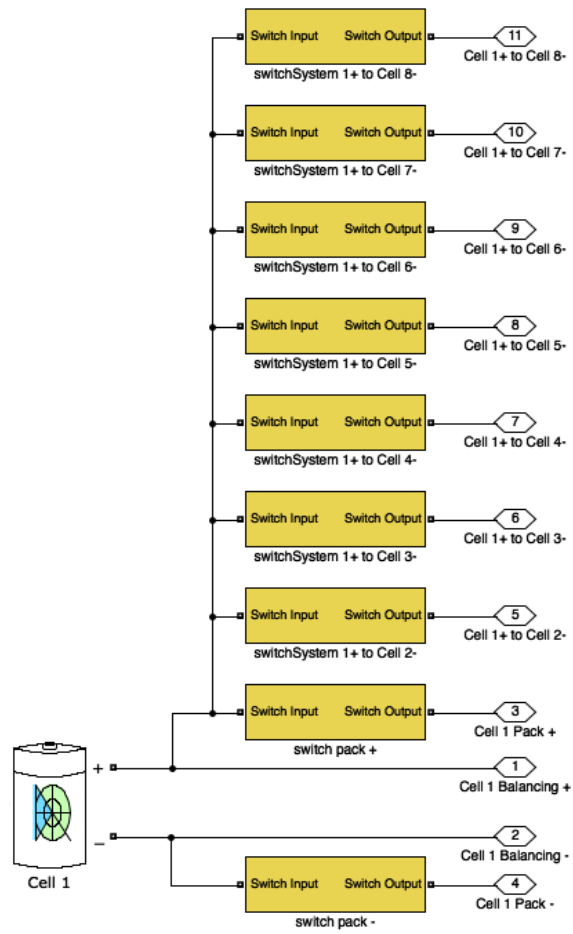 Switch Input Switch Output 11
switchSystem 1+ to Cell 8- Cell 1+ to Cell 8-
Switch Input Switch Output 10
switchSystem 1+ to Cell 7- Cell 1+ to Cell 7-
Switch Input Switch Output 9
switchSystem 1+ to Cell 6- Cell 1+ to Cell 6-
Switch Input Switch Output 8
switchSystem 1+ to Cell 5- Cell 1+ to Cell 5-
Switch Input Switch Output 7
switchSystem 1+ to Cell 4- Cell 1+ to Cell 4-
Switch Input Switch Output 6
switchSystem 1+ to Cell 3- Cell 1+ to Cell 3-
Switch Input Switch Output 5
switchSystem 1+ to Cell 2- Cell 1+ to Cell 2-
Switch Input Switch Output 3
switch pack + Cell 1 Pack +
+ 1
Cell 1 Balancing +
− 2
Cell 1 Balancing -
Cell 1 Switch Input Switch Output 4
switch pack - Cell 1 Pack -